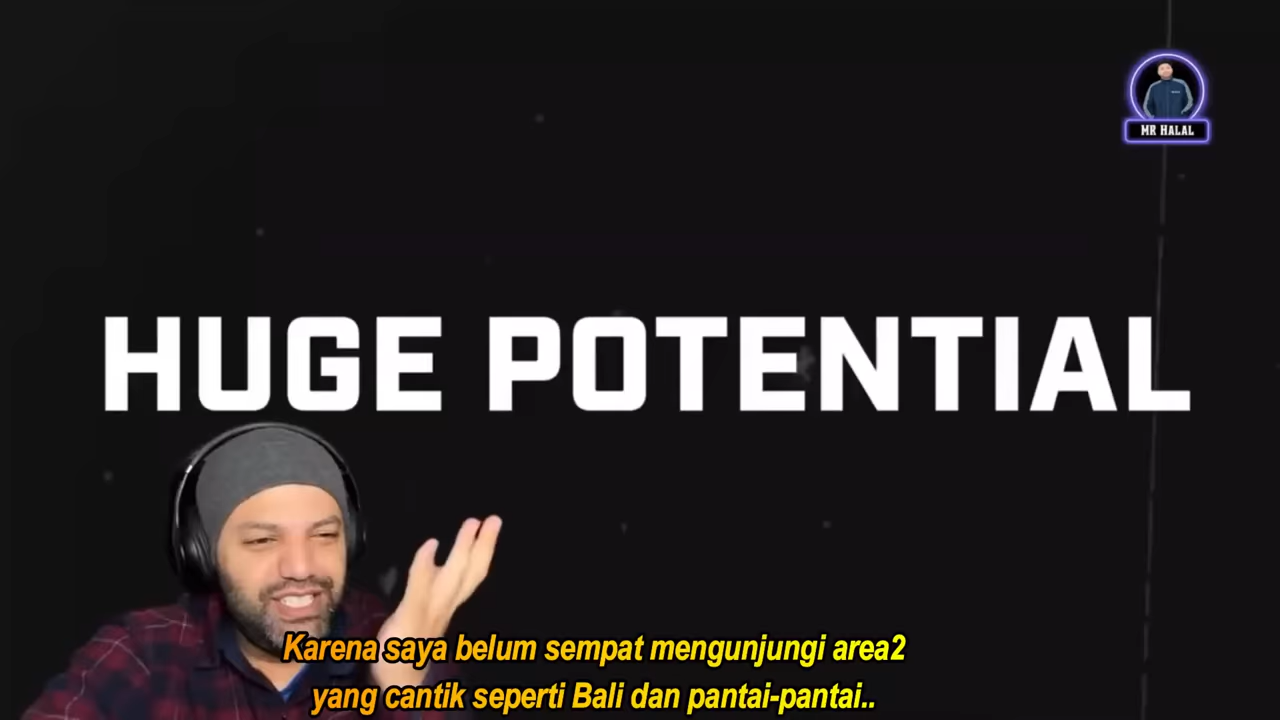 MR HALAL
HUGE POTENTIAL
Karena saya belum sempat mengunjungi area2
yang cantik seperti Bali dan pantai-pantai..